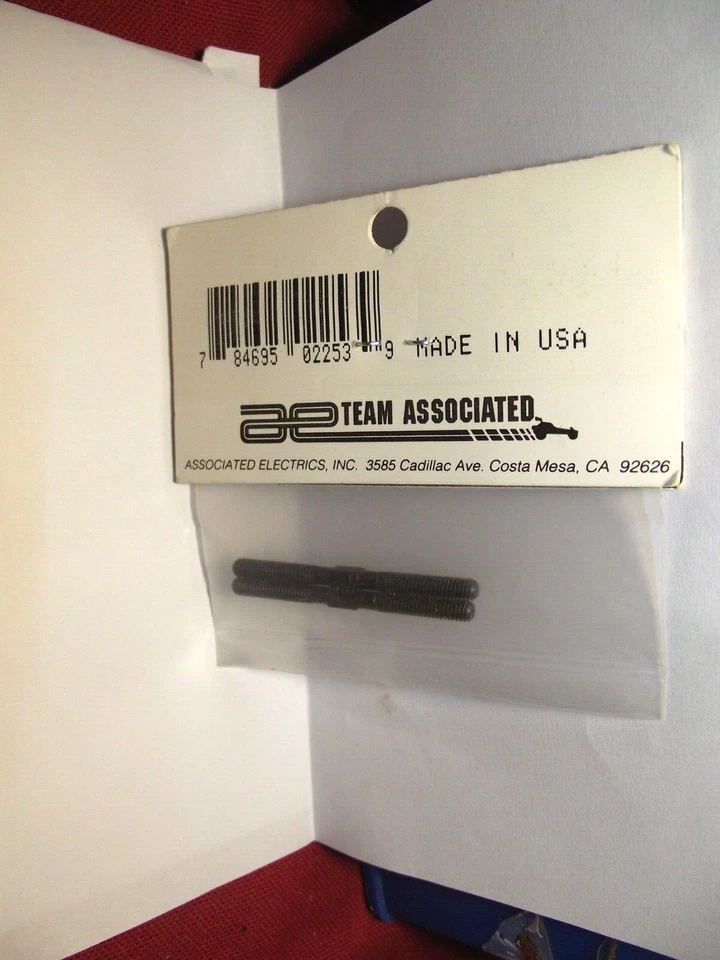 7 84695 02253 9 MADE IN USA
ae TEAM ASSOCIATED
ASSOCIATED ELECTRICS, INC. 3585 Cadillac Ave. Costa Mesa, CA 92626